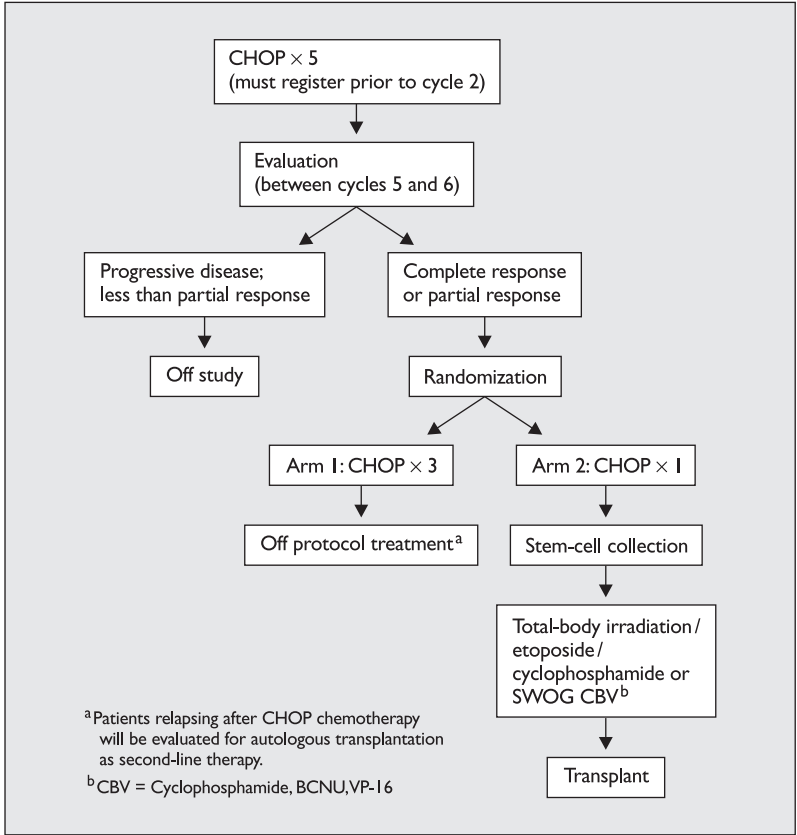 CHOP × 5
(must register prior to cycle 2)
Evaluation
(between cycles 5 and 6)
Progressive disease;
less than partial response
Complete response
or partial response
Off study
Randomization
Arm 1: CHOP × 3
Arm 2: CHOP × 1
Off protocol treatmentᵃ
Stem-cell collection
Total-body irradiation/
etoposide/
cyclophosphamide or
SWOG CBVᵇ
Transplant
ᵃPatients relapsing after CHOP chemotherapy
will be evaluated for autologous transplantation
as second-line therapy.
ᵇCBV = Cyclophosphamide, BCNU, VP-16